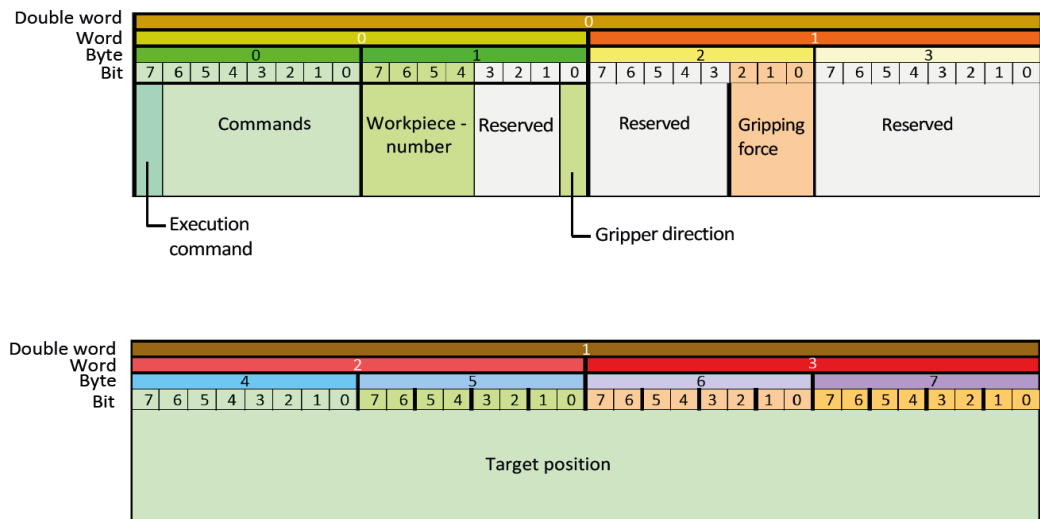 Double word 0
Word 0 1
Byte 0 1 2 3
Bit 7 6 5 4 3 2 1 0 7 6 5 4 3 2 1 0 7 6 5 4 3 2 1 0 7 6 5 4 3 2 1 0
Commands Workpiece - Reserved Reserved Gripping Reserved
number force
Execution Gripper direction
command
Double word 1
Word 2 3
Byte 4 5 6 7
Bit 7 6 5 4 3 2 1 0 7 6 5 4 3 2 1 0 7 6 5 4 3 2 1 0 7 6 5 4 3 2 1 0
Target position